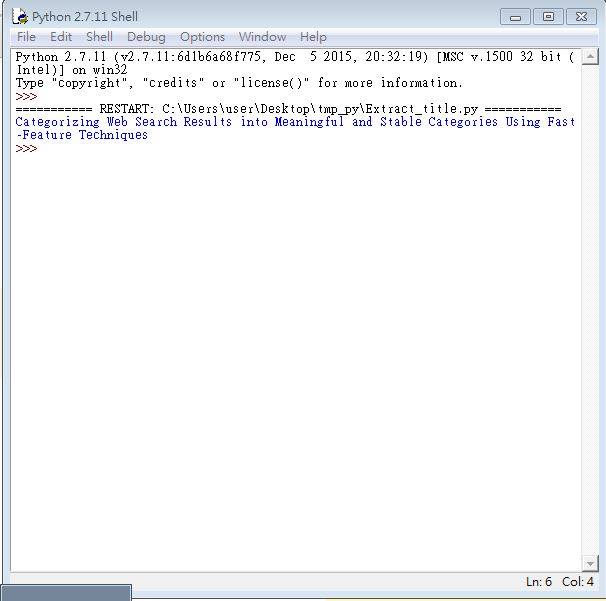 Python 2.7.11 Shell
File Edit Shell Debug Options Window Help
Python 2.7.11 (v2.7.11:6d1b6a68f775, Dec  5 2015, 20:32:19) [MSC v.1500 32 bit (
Intel)] on win32
Type "copyright", "credits" or "license()" for more information.
>>>
=========== RESTART: C:\Users\user\Desktop\tmp_py\Extract_title.py ===========
Categorizing Web Search Results into Meaningful and Stable Categories Using Fast
-Feature Techniques
>>>
Ln: 6 Col: 4